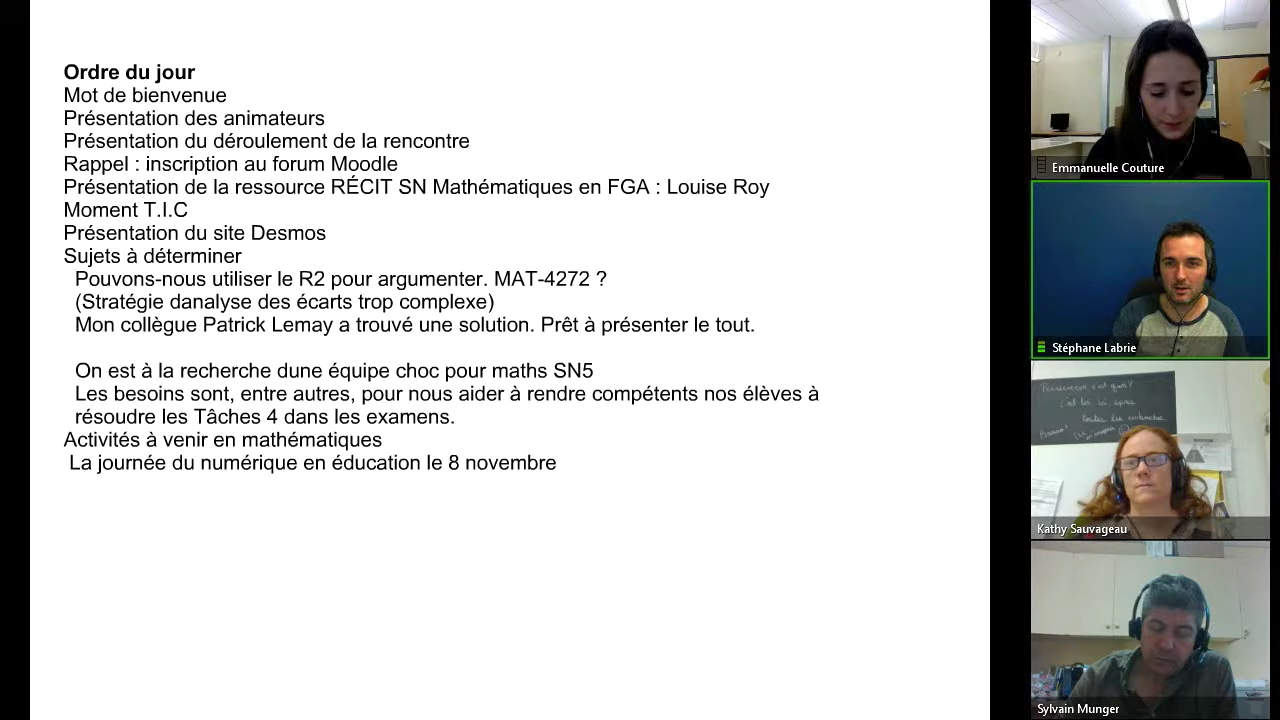 Ordre du jour
Mot de bienvenue
Présentation des animateurs
Présentation du déroulement de la rencontre
Rappel : inscription au forum Moodle
Présentation de la ressource RÉCIT SN Mathématiques en FGA : Louise Roy
Moment T.I.C
Présentation du site Desmos
Sujets à déterminer
Pouvons-nous utiliser le R2 pour argumenter. MAT-4272 ?
(Stratégie danalyse des écarts trop complexe)
Mon collègue Patrick Lemay a trouvé une solution. Prêt à présenter le tout.
On est à la recherche dune équipe choc pour maths SN5
Les besoins sont, entre autres, pour nous aider à rendre compétents nos élèves à
résoudre les Tâches 4 dans les examens.
Activités à venir en mathématiques
La journée du numérique en éducation le 8 novembre
Emmanuelle Couture
Stéphane Labrie
Kathy Sauvageau
Sylvain Munger